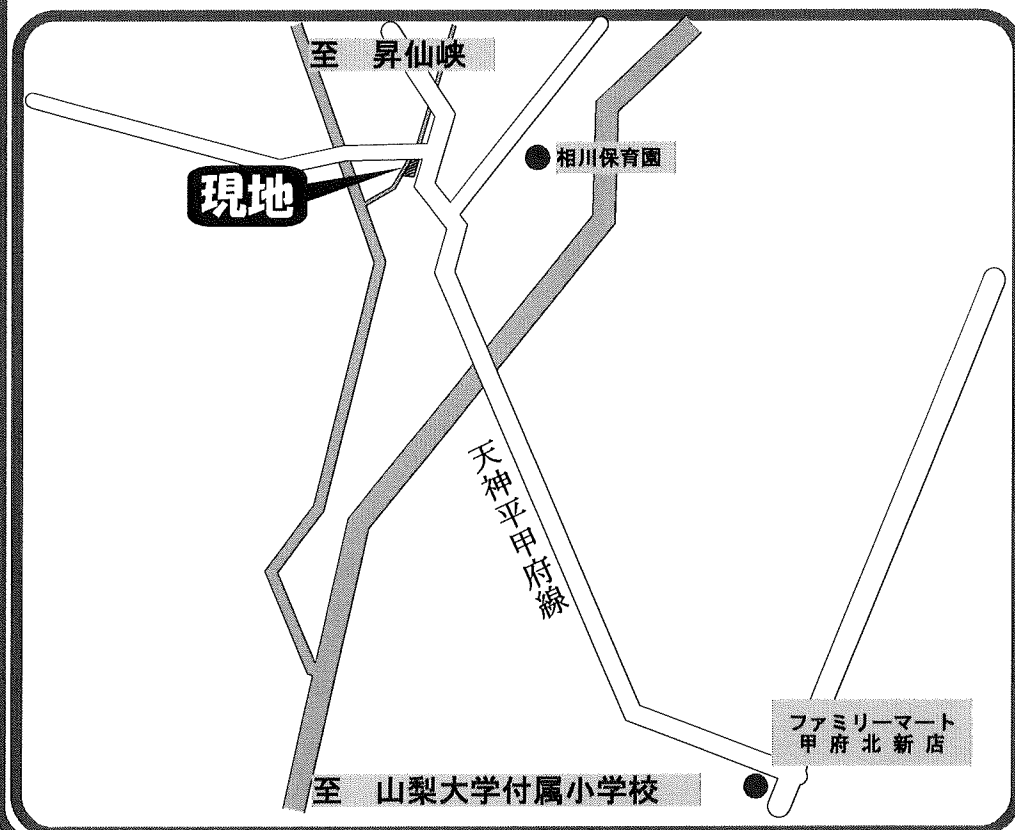 至 昇仙峡
相川保育園
現地
天神平甲府線
ファミリーマート
甲府北新店
至 山梨大学付属小学校